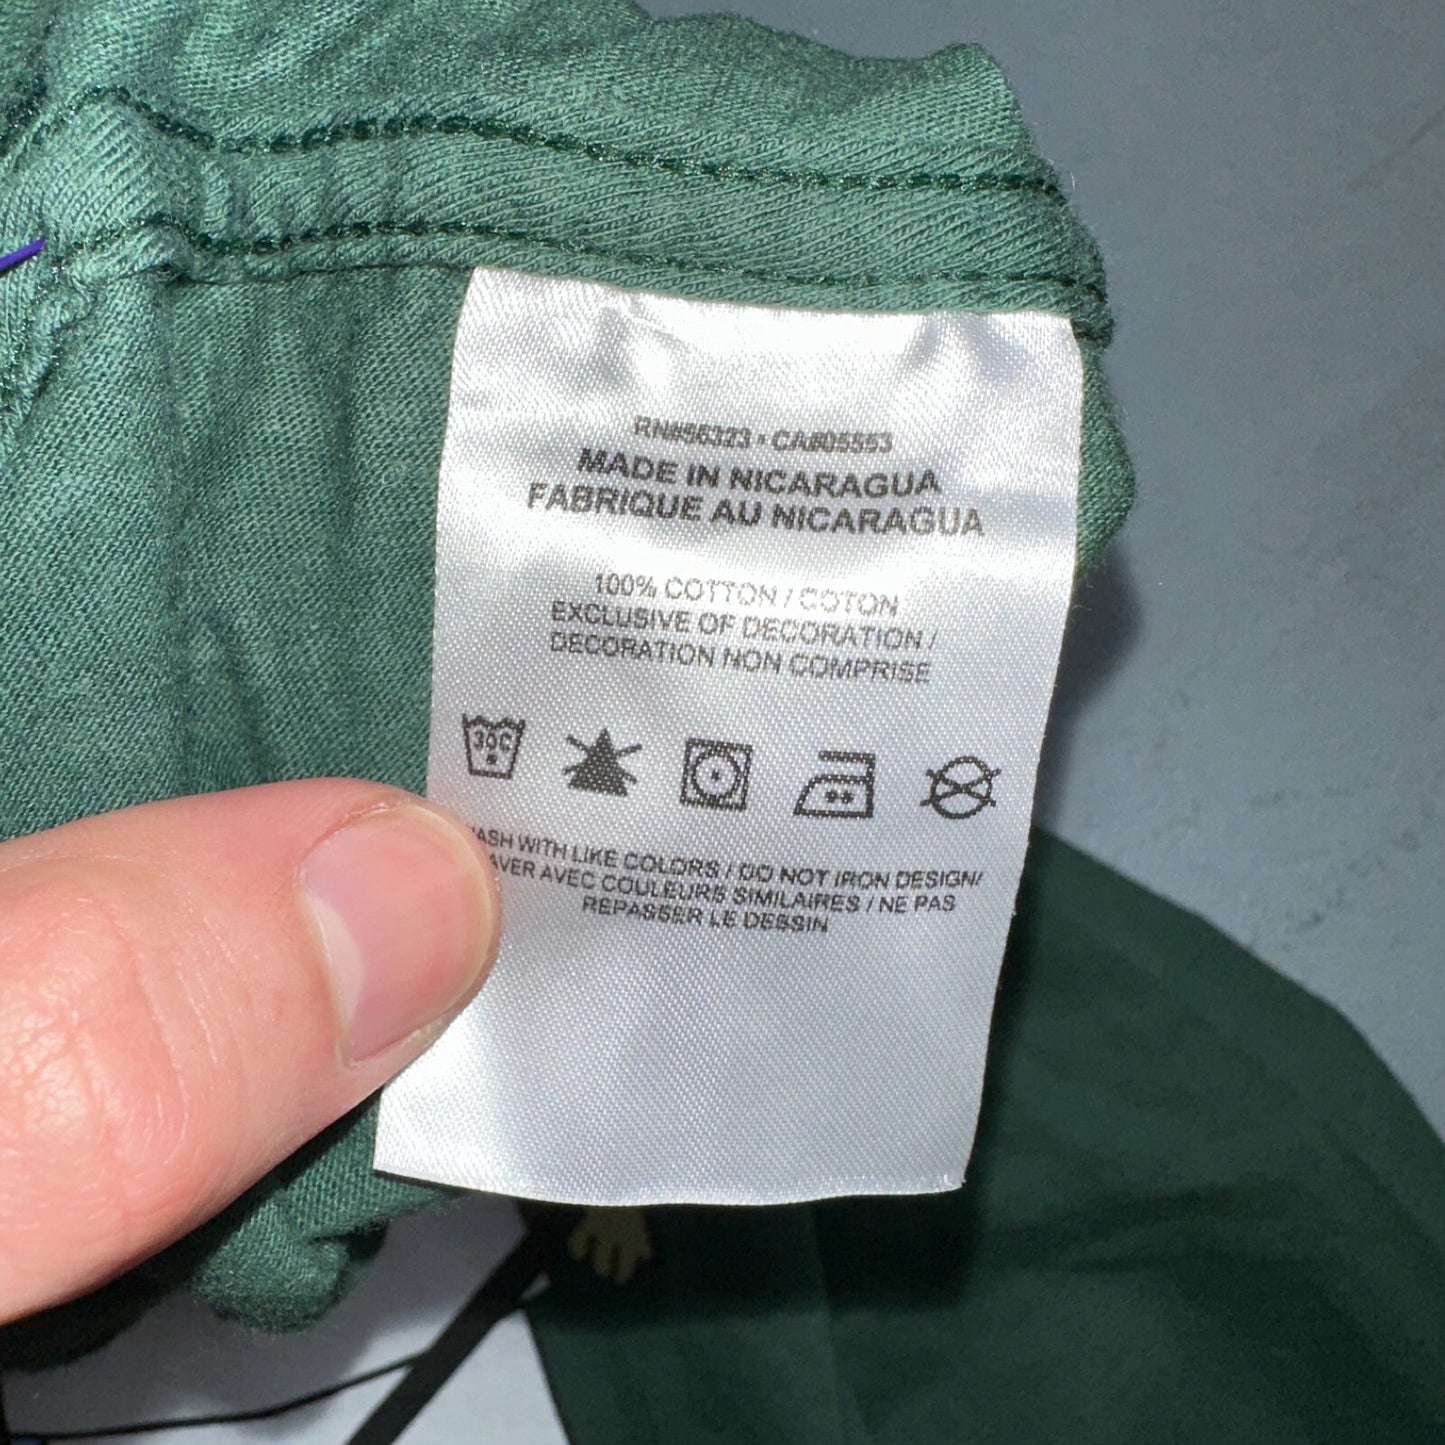 RN#56323 • CA#05553
MADE IN NICARAGUA
FABRIQUE AU NICARAGUA
100% COTTON / COTON
EXCLUSIVE OF DECORATION /
DECORATION NON COMPRISE
30C
WITH LIKE COLORS / DO NOT IRON DESIGN/
AVEC COULEURS SIMILAIRES / NE PAS
REPASSER LE DESSIN